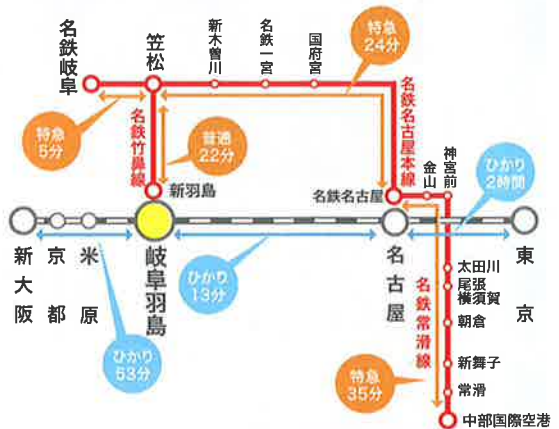 名鉄岐阜
笠松
新木曽川
名鉄一宮
国府宮
特急
24分
特急
5分
名鉄竹鼻線
普通
22分
名鉄名古屋本線
金山
神宮前
ひかり
2時間
新羽島
名鉄名古屋
新大阪
京都
米原
岐阜羽島
ひかり
13分
名古屋
東京
ひかり
53分
名鉄常滑線
太田川
尾張
横須賀
朝倉
新舞子
常滑
特急
35分
中部国際空港